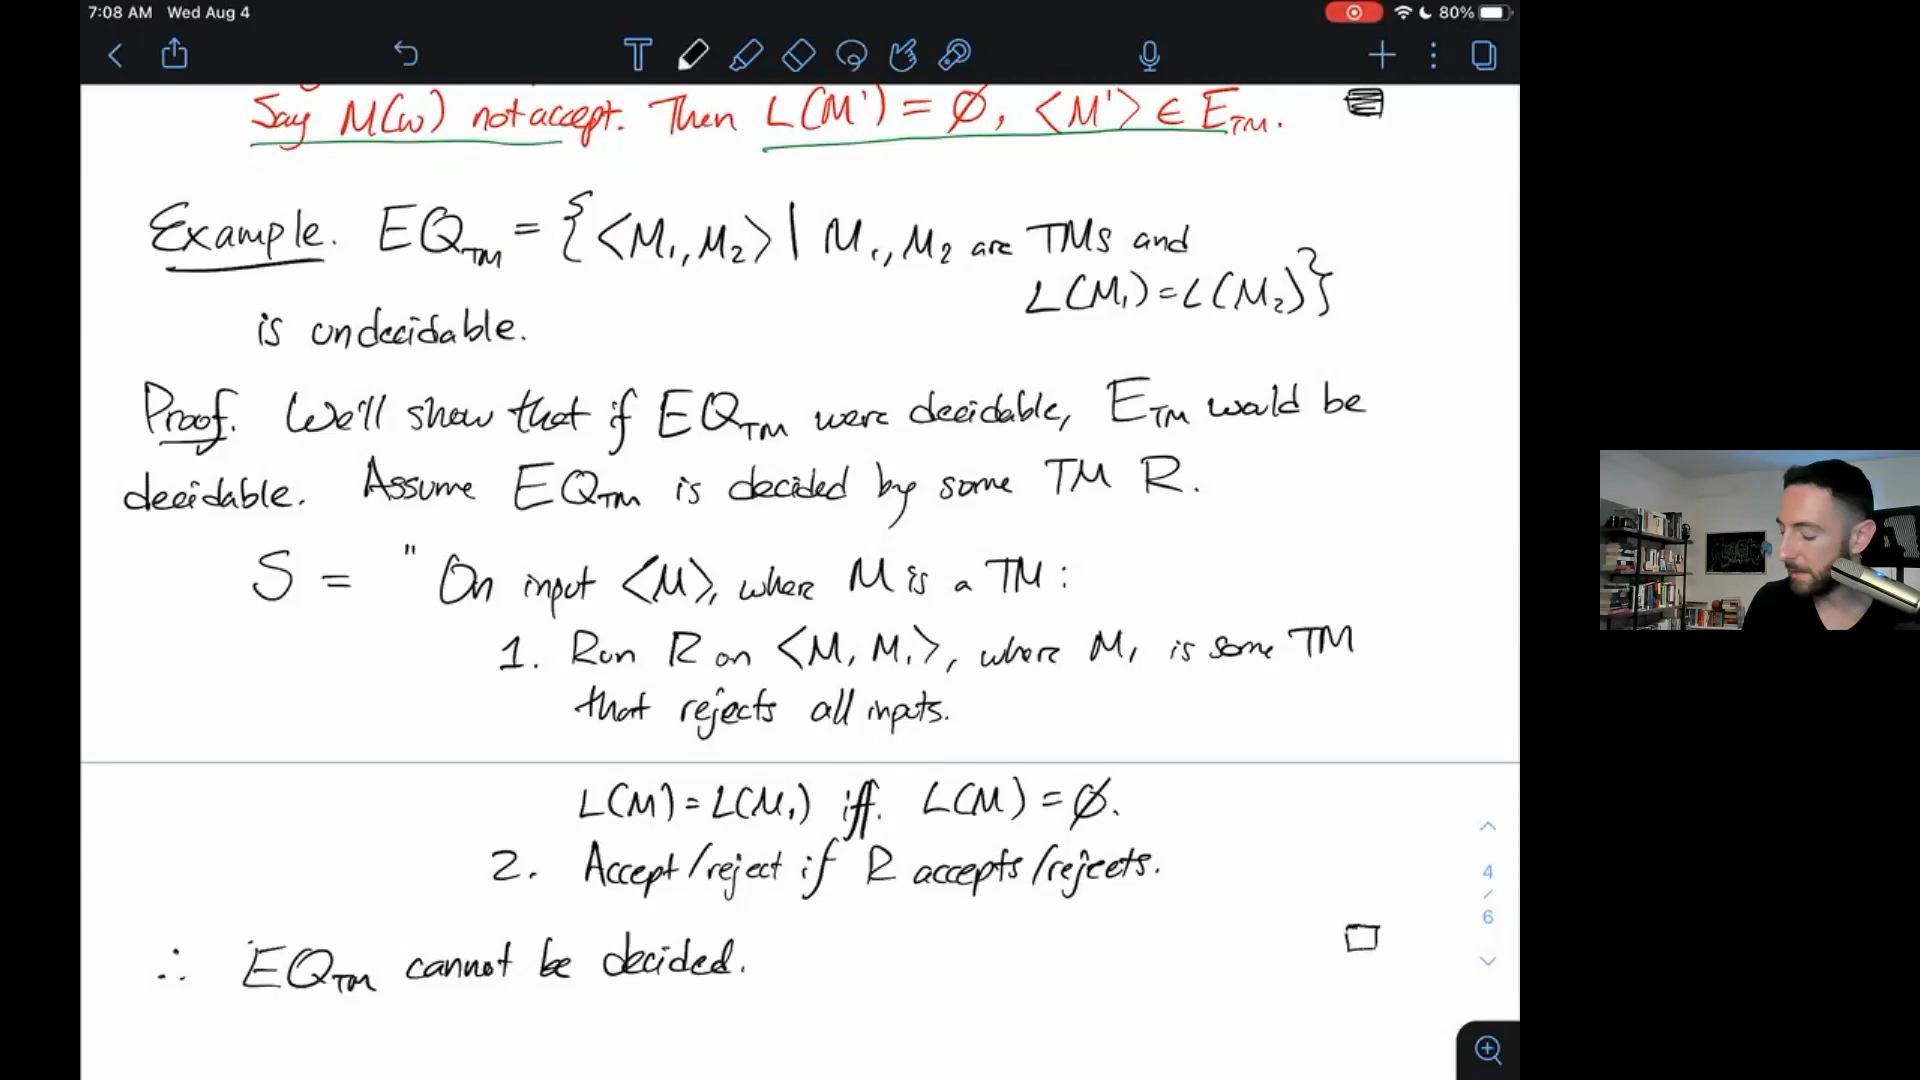 7:08 AM Wed Aug 4
80%
Say M(w) not accept. Then L(M') = ∅, <M'> ∈ E_TM.
Example. EQ_TM = {<M₁, M₂> | M₁, M₂ are TMs and
L(M₁) = L(M₂)}
is undecidable.
Proof. We'll show that if EQ_TM were decidable, E_TM would be
decidable. Assume EQ_TM is decided by some TM R.
S = "On input <M>, where M is a TM:
1. Run R on <M, M₁>, where M₁ is some TM
that rejects all inputs.
L(M) = L(M₁) iff. L(M) = ∅.
2. Accept/reject if R accepts/rejects.
∴ EQ_TM cannot be decided.
4
/
6